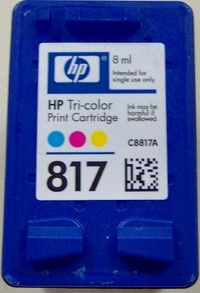 hp
8 ml
Intended for
single use only.
HP Tri-color
Print Cartridge
Ink may be
harmful if
swallowed.
C8817A
817